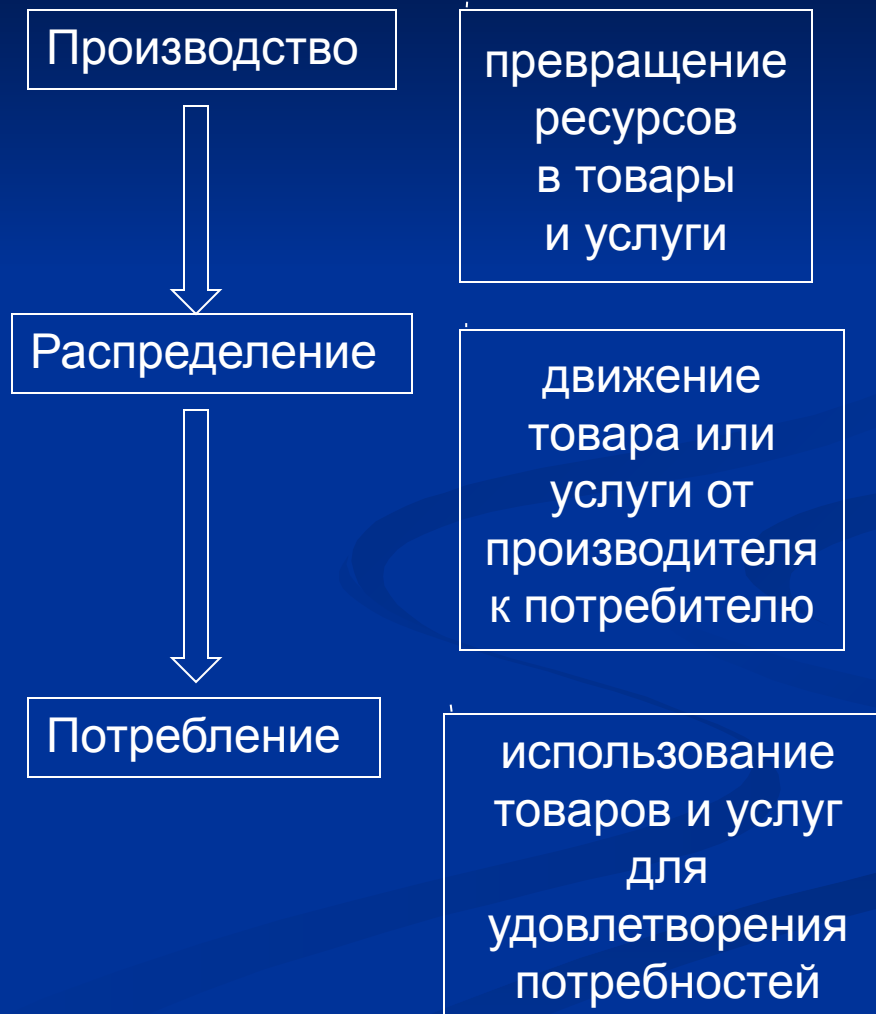 Производство
превращение
ресурсов
в товары
и услуги
Распределение
движение
товара или
услуги от
производителя
к потребителю
Потребление
использование
товаров и услуг
для
удовлетворения
потребностей